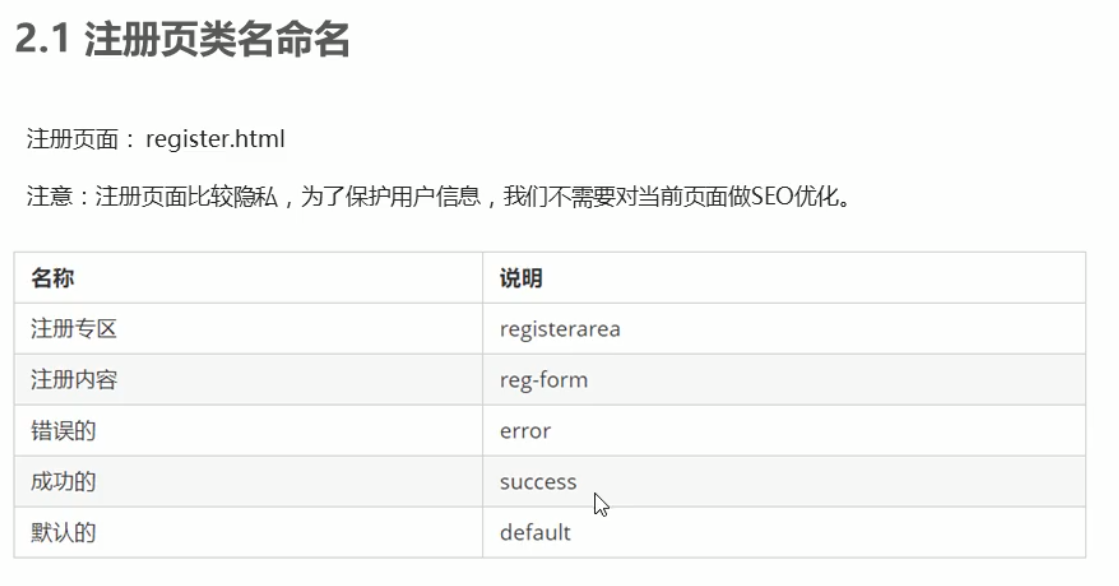 2.1 注册页类名命名
注册页面： register.html
注意：注册页面比较隐私，为了保护用户信息，我们不需要对当前页面做SEO优化。
名称 说明
注册专区 registerarea
注册内容 reg-form
错误的 error
成功的 success
默认的 default